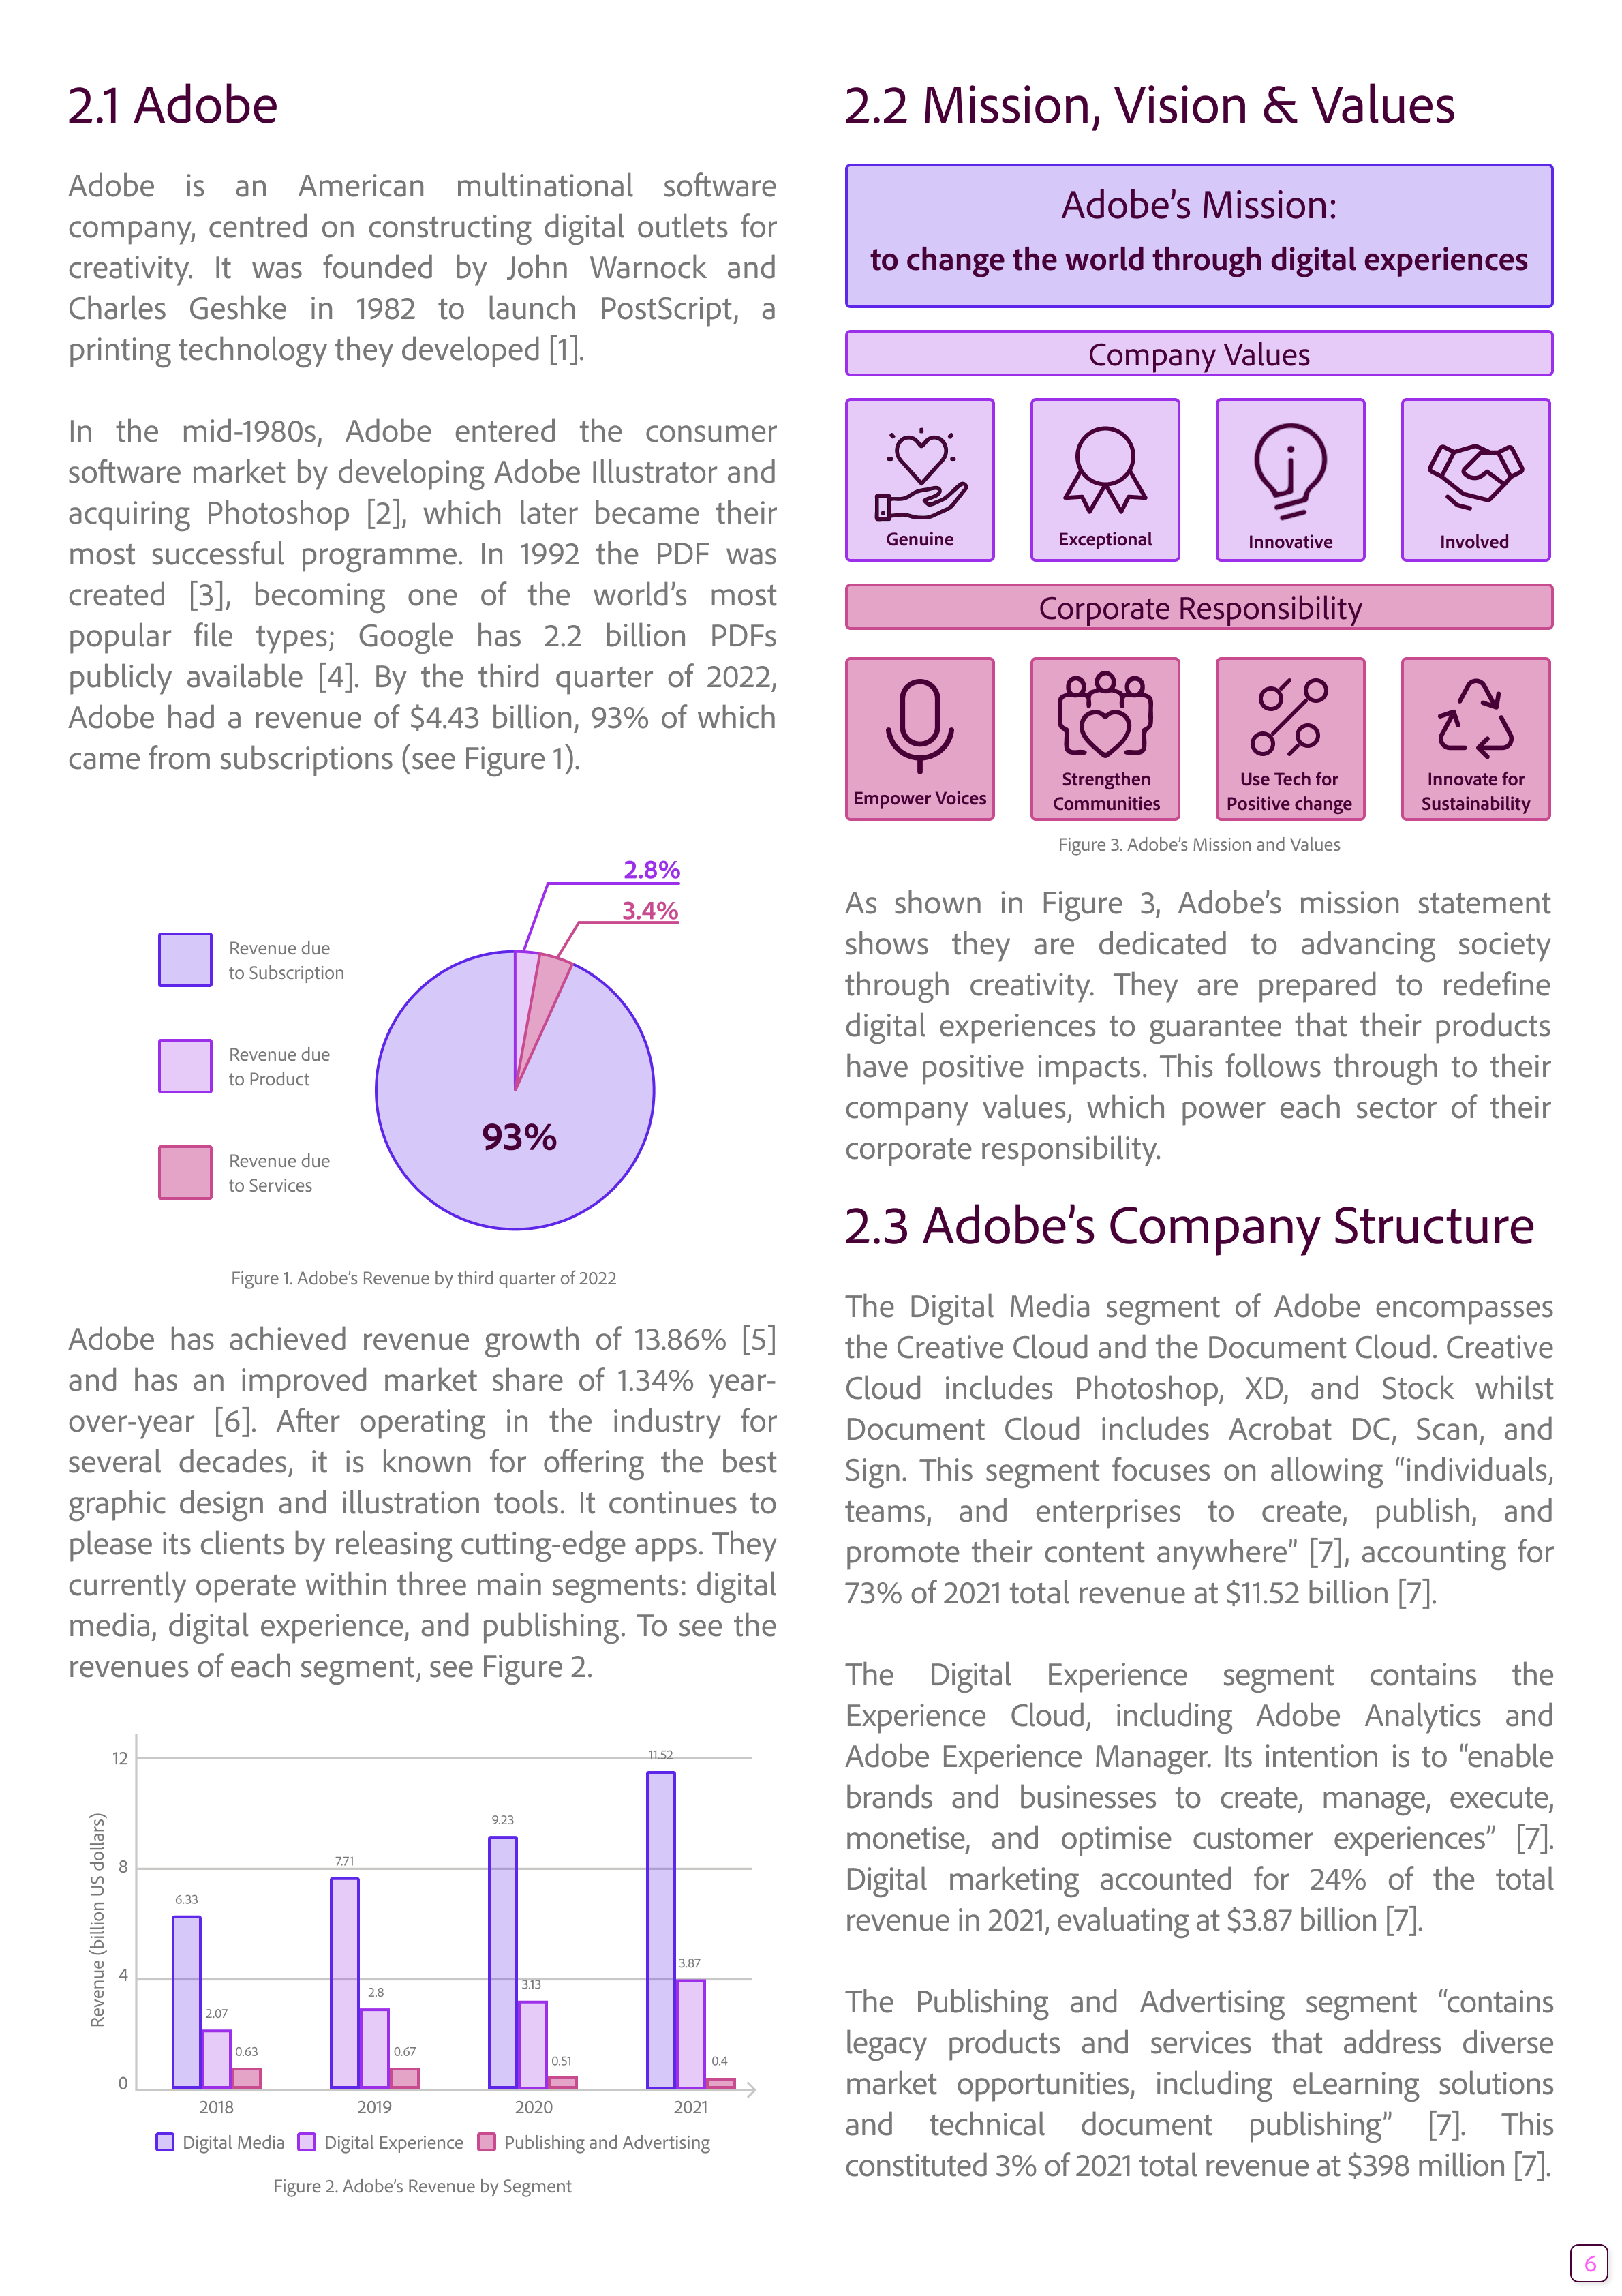 2.1 Adobe
Adobe is an American multinational software
company, centred on constructing digital outlets for
creativity. It was founded by John Warnock and
Charles Geshke in 1982 to launch PostScript, a
printing technology they developed [1].
In the mid-1980s, Adobe entered the consumer
software market by developing Adobe Illustrator and
acquiring Photoshop [2], which later became their
most successful programme. In 1992 the PDF was
created [3], becoming one of the world’s most
popular file types; Google has 2.2 billion PDFs
publicly available [4]. By the third quarter of 2022,
Adobe had a revenue of $4.43 billion, 93% of which
came from subscriptions (see Figure 1).
2.8%
3.4%
Revenue due
to Subscription
Revenue due
to Product
Revenue due
to Services
93%
Figure 1. Adobe’s Revenue by third quarter of 2022
Adobe has achieved revenue growth of 13.86% [5]
and has an improved market share of 1.34% year-
over-year [6]. After operating in the industry for
several decades, it is known for offering the best
graphic design and illustration tools. It continues to
please its clients by releasing cutting-edge apps. They
currently operate within three main segments: digital
media, digital experience, and publishing. To see the
revenues of each segment, see Figure 2.
Revenue (billion US dollars)
12
8
4
0
6.33
2.07
0.63
7.71
2.8
0.67
9.23
3.13
0.51
11.52
3.87
0.4
2018 2019 2020 2021
Digital Media Digital Experience Publishing and Advertising
Figure 2. Adobe’s Revenue by Segment
2.2 Mission, Vision & Values
Adobe’s Mission:
to change the world through digital experiences
Company Values
Genuine
Exceptional
Innovative
Involved
Corporate Responsibility
Empower Voices
Strengthen
Communities
Use Tech for
Positive change
Innovate for
Sustainability
Figure 3. Adobe’s Mission and Values
As shown in Figure 3, Adobe’s mission statement
shows they are dedicated to advancing society
through creativity. They are prepared to redefine
digital experiences to guarantee that their products
have positive impacts. This follows through to their
company values, which power each sector of their
corporate responsibility.
2.3 Adobe’s Company Structure
The Digital Media segment of Adobe encompasses
the Creative Cloud and the Document Cloud. Creative
Cloud includes Photoshop, XD, and Stock whilst
Document Cloud includes Acrobat DC, Scan, and
Sign. This segment focuses on allowing “individuals,
teams, and enterprises to create, publish, and
promote their content anywhere” [7], accounting for
73% of 2021 total revenue at $11.52 billion [7].
The Digital Experience segment contains the
Experience Cloud, including Adobe Analytics and
Adobe Experience Manager. Its intention is to “enable
brands and businesses to create, manage, execute,
monetise, and optimise customer experiences” [7].
Digital marketing accounted for 24% of the total
revenue in 2021, evaluating at $3.87 billion [7].
The Publishing and Advertising segment “contains
legacy products and services that address diverse
market opportunities, including eLearning solutions
and technical document publishing” [7]. This
constituted 3% of 2021 total revenue at $398 million [7].
6